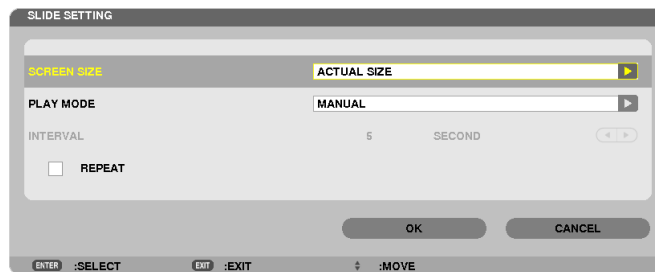 SLIDE SETTING
SCREEN SIZE ACTUAL SIZE
PLAY MODE MANUAL
INTERVAL 5 SECOND
REPEAT
OK CANCEL
ENTER :SELECT EXIT :EXIT :MOVE